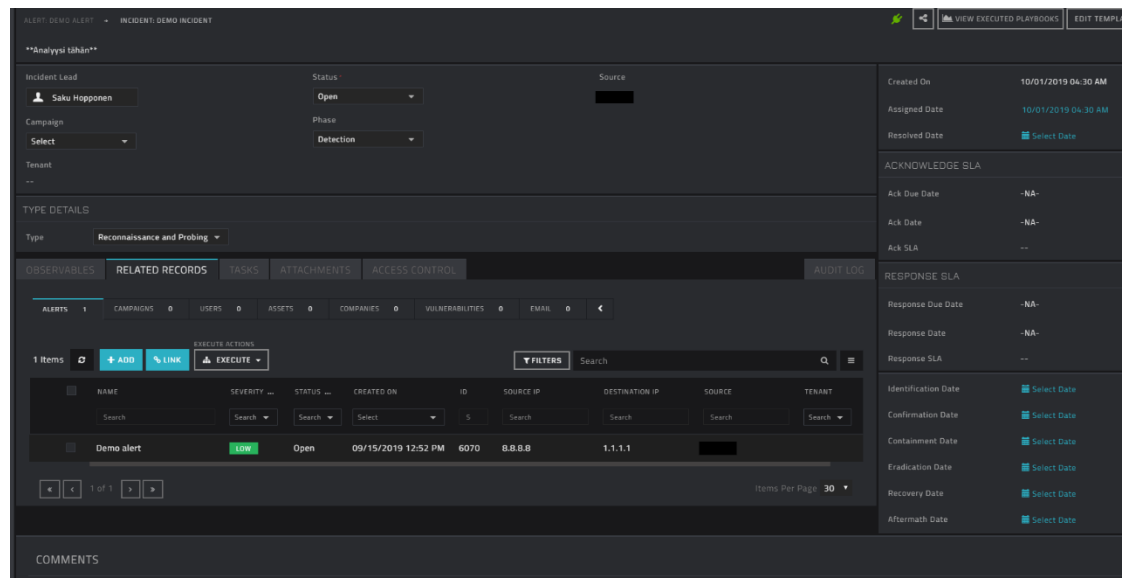 ALERT: DEMO ALERT → INCIDENT: DEMO INCIDENT
VIEW EXECUTED PLAYBOOKS
EDIT TEMPL
**Analyysi tähän**
Incident Lead
Saku Hopponen
Campaign
Select
Tenant
--
Status
Open
Phase
Detection
Source
TYPE DETAILS
Type Reconnaissance and Probing
OBSERVABLES RELATED RECORDS TASKS ATTACHMENTS ACCESS CONTROL AUDIT LOG
ALERTS 1 CAMPAIGNS 0 USERS 0 ASSETS 0 COMPANIES 0 VULNERABILITIES 0 EMAIL 0
EXECUTE ACTIONS
1 Items + ADD LINK EXECUTE FILTERS Search
NAME SEVERITY ... STATUS ... CREATED ON ID SOURCE IP DESTINATION IP SOURCE TENANT
Search Search Search Select S Search Search Search Search
Demo alert LOW Open 09/15/2019 12:52 PM 6070 8.8.8.8 1.1.1.1
« ‹ 1 of 1 › » Items Per Page 30
COMMENTS
Created On 10/01/2019 04:30 AM
Assigned Date 10/01/2019 04:30 AM
Resolved Date Select Date
ACKNOWLEDGE SLA
Ack Due Date -NA-
Ack Date -NA-
Ack SLA --
RESPONSE SLA
Response Due Date -NA-
Response Date -NA-
Response SLA --
Identification Date Select Date
Confirmation Date Select Date
Containment Date Select Date
Eradication Date Select Date
Recovery Date Select Date
Aftermath Date Select Date